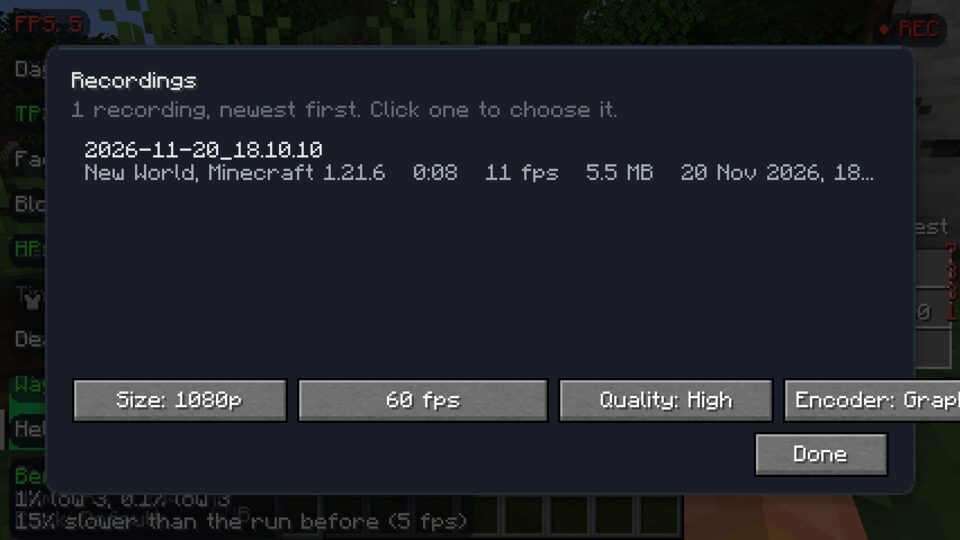 FPS: 5
REC
Recordings
1 recording, newest first. Click one to choose it.
2026-11-20_18.10.10
New World, Minecraft 1.21.6 0:08 11 fps 5.5 MB 20 Nov 2026, 18...
Size: 1080p
60 fps
Quality: High
Encoder: Grap
Done
1% low 3, 0.1% low 3
15% slower than the run before (5 fps)